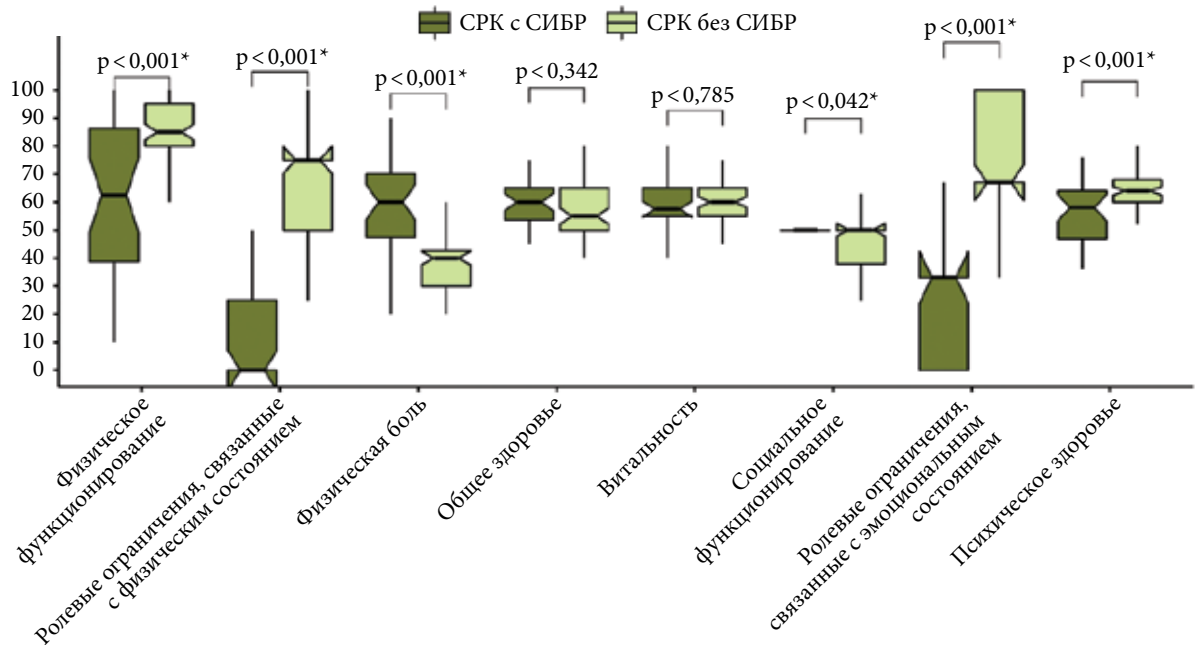 СРК с СИБР
СРК без СИБР
p < 0,001*
p < 0,001*
p < 0,001*
p < 0,342
p < 0,785
p < 0,042*
p < 0,001*
p < 0,001*
100
90
80
70
60
50
40
30
20
10
0
Физическое
функционирование
Ролевые ограничения, связанные
с физическим состоянием
Физическая боль
Общее здоровье
Витальность
Социальное
функционирование
Ролевые ограничения,
связанные с эмоциональным
состоянием
Психическое здоровье